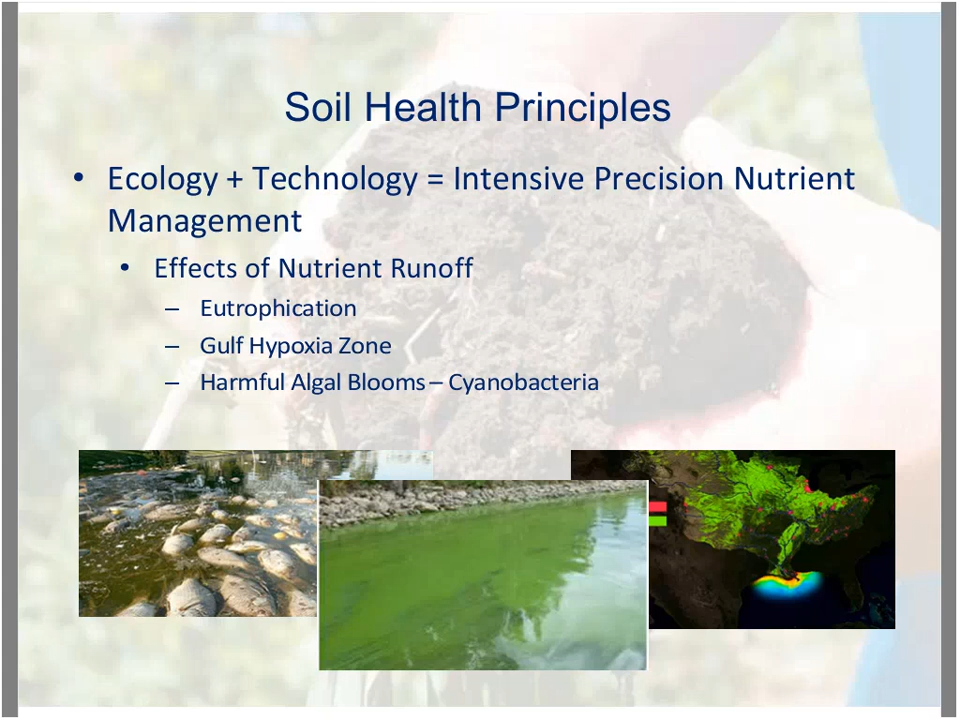 Soil Health Principles
• Ecology + Technology = Intensive Precision Nutrient
Management
• Effects of Nutrient Runoff
– Eutrophication
– Gulf Hypoxia Zone
– Harmful Algal Blooms – Cyanobacteria